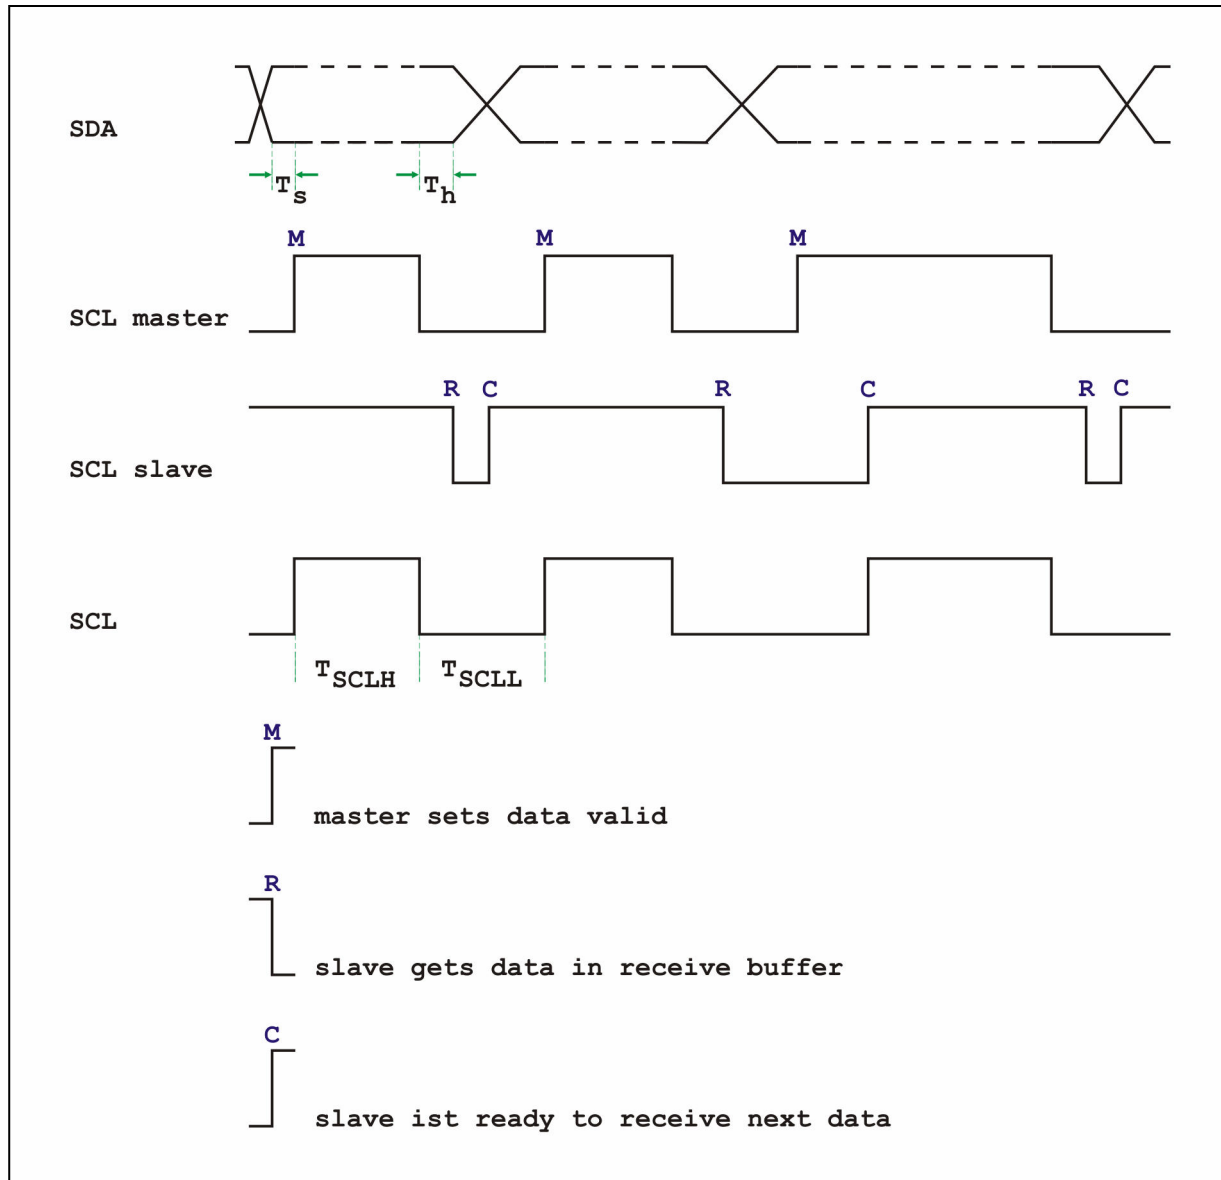 SDA
Ts
Th
M M M
SCL master
R C R C R C
SCL slave
SCL
TSCLH TSCLL
M
master sets data valid
R
slave gets data in receive buffer
C
slave ist ready to receive next data